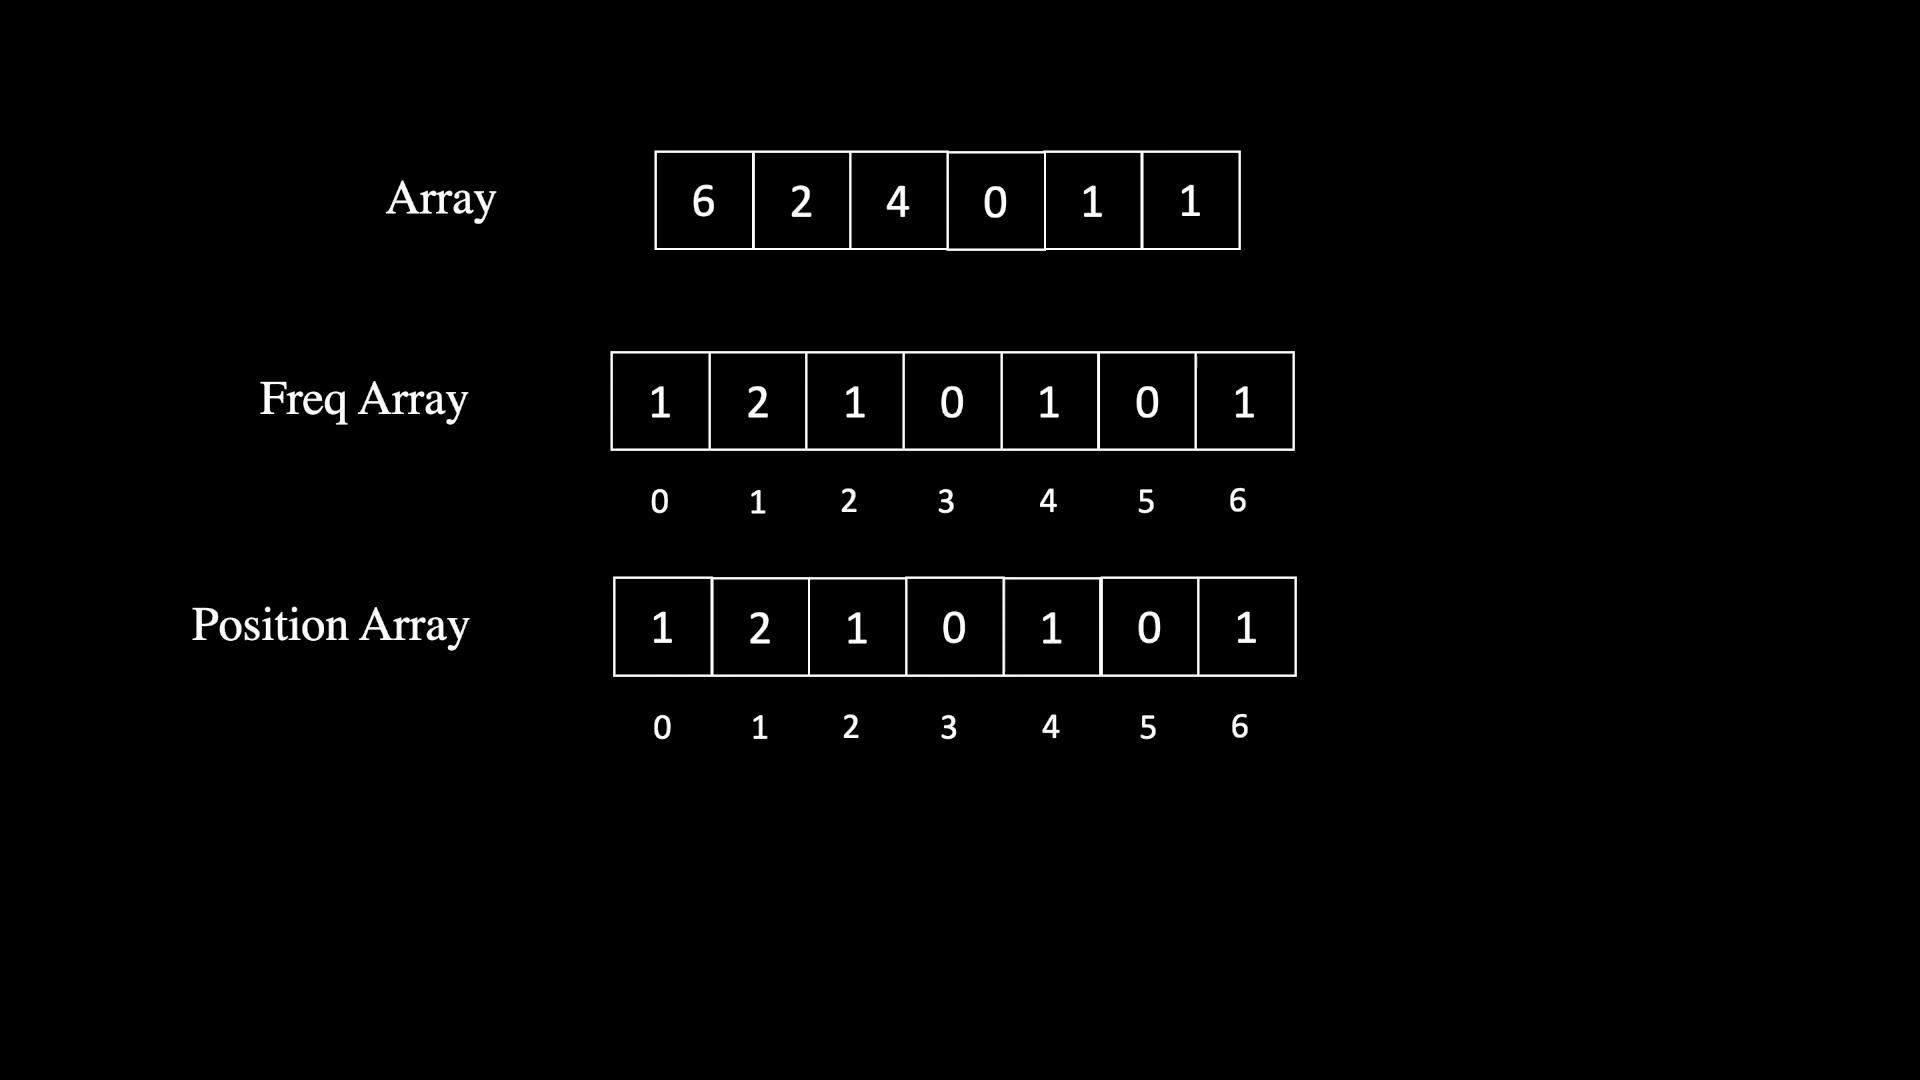 Array 6 2 4 0 1 1
Freq Array 1 2 1 0 1 0 1
0 1 2 3 4 5 6
Position Array 1 2 1 0 1 0 1
0 1 2 3 4 5 6